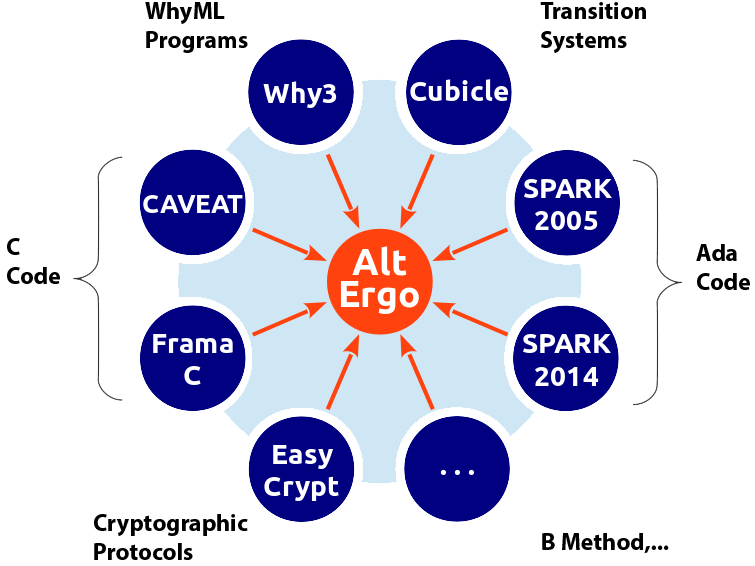 WhyML
Programs
Transition
Systems
Why3
Cubicle
CAVEAT
SPARK
2005
C
Code
Alt
Ergo
Ada
Code
Frama
C
SPARK
2014
Easy
Crypt
...
Cryptographic
Protocols
B Method,...